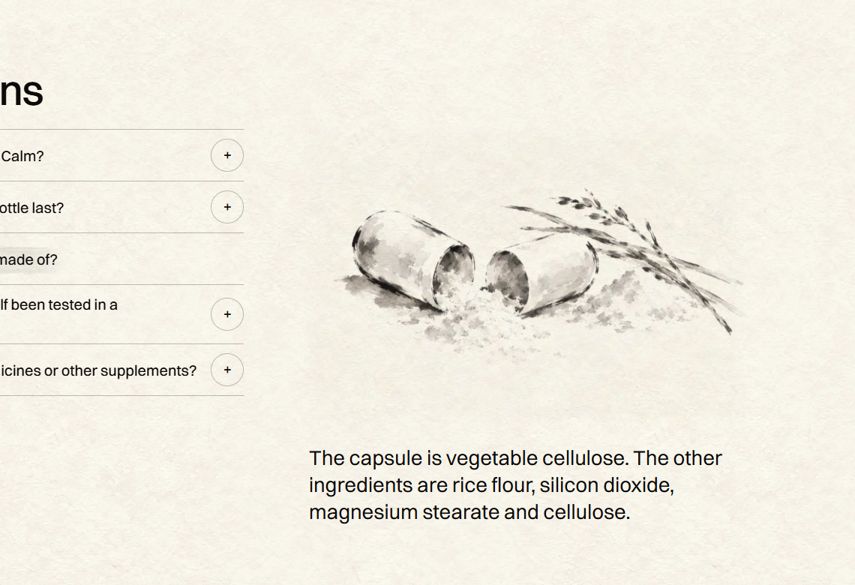 ns
Calm?
+
ottle last?
+
made of?
lf been tested in a
+
icines or other supplements?
+
The capsule is vegetable cellulose. The other
ingredients are rice flour, silicon dioxide,
magnesium stearate and cellulose.